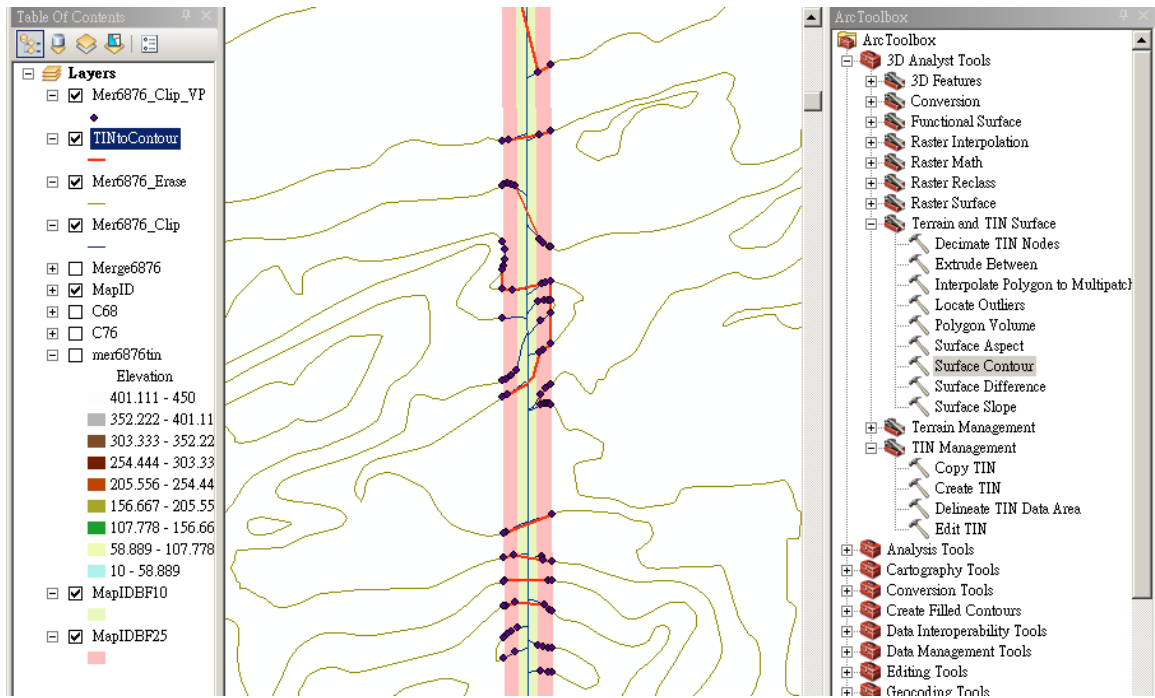 Table Of Contents
Layers
Mer6876_Clip_VP
TINtoContour
Mer6876_Erase
Mer6876_Clip
Merge6876
MapID
C68
C76
mer6876tin
Elevation
401.111 - 450
352.222 - 401.11
303.333 - 352.22
254.444 - 303.33
205.556 - 254.44
156.667 - 205.55
107.778 - 156.66
58.889 - 107.778
10 - 58.889
MapIDBF10
MapIDBF25
ArcToolbox
ArcToolbox
3D Analyst Tools
3D Features
Conversion
Functional Surface
Raster Interpolation
Raster Math
Raster Reclass
Raster Surface
Terrain and TIN Surface
Decimate TIN Nodes
Extrude Between
Interpolate Polygon to Multipatch
Locate Outliers
Polygon Volume
Surface Aspect
Surface Contour
Surface Difference
Surface Slope
Terrain Management
TIN Management
Copy TIN
Create TIN
Delineate TIN Data Area
Edit TIN
Analysis Tools
Cartography Tools
Conversion Tools
Create Filled Contours
Data Interoperability Tools
Data Management Tools
Editing Tools
Geocoding Tools